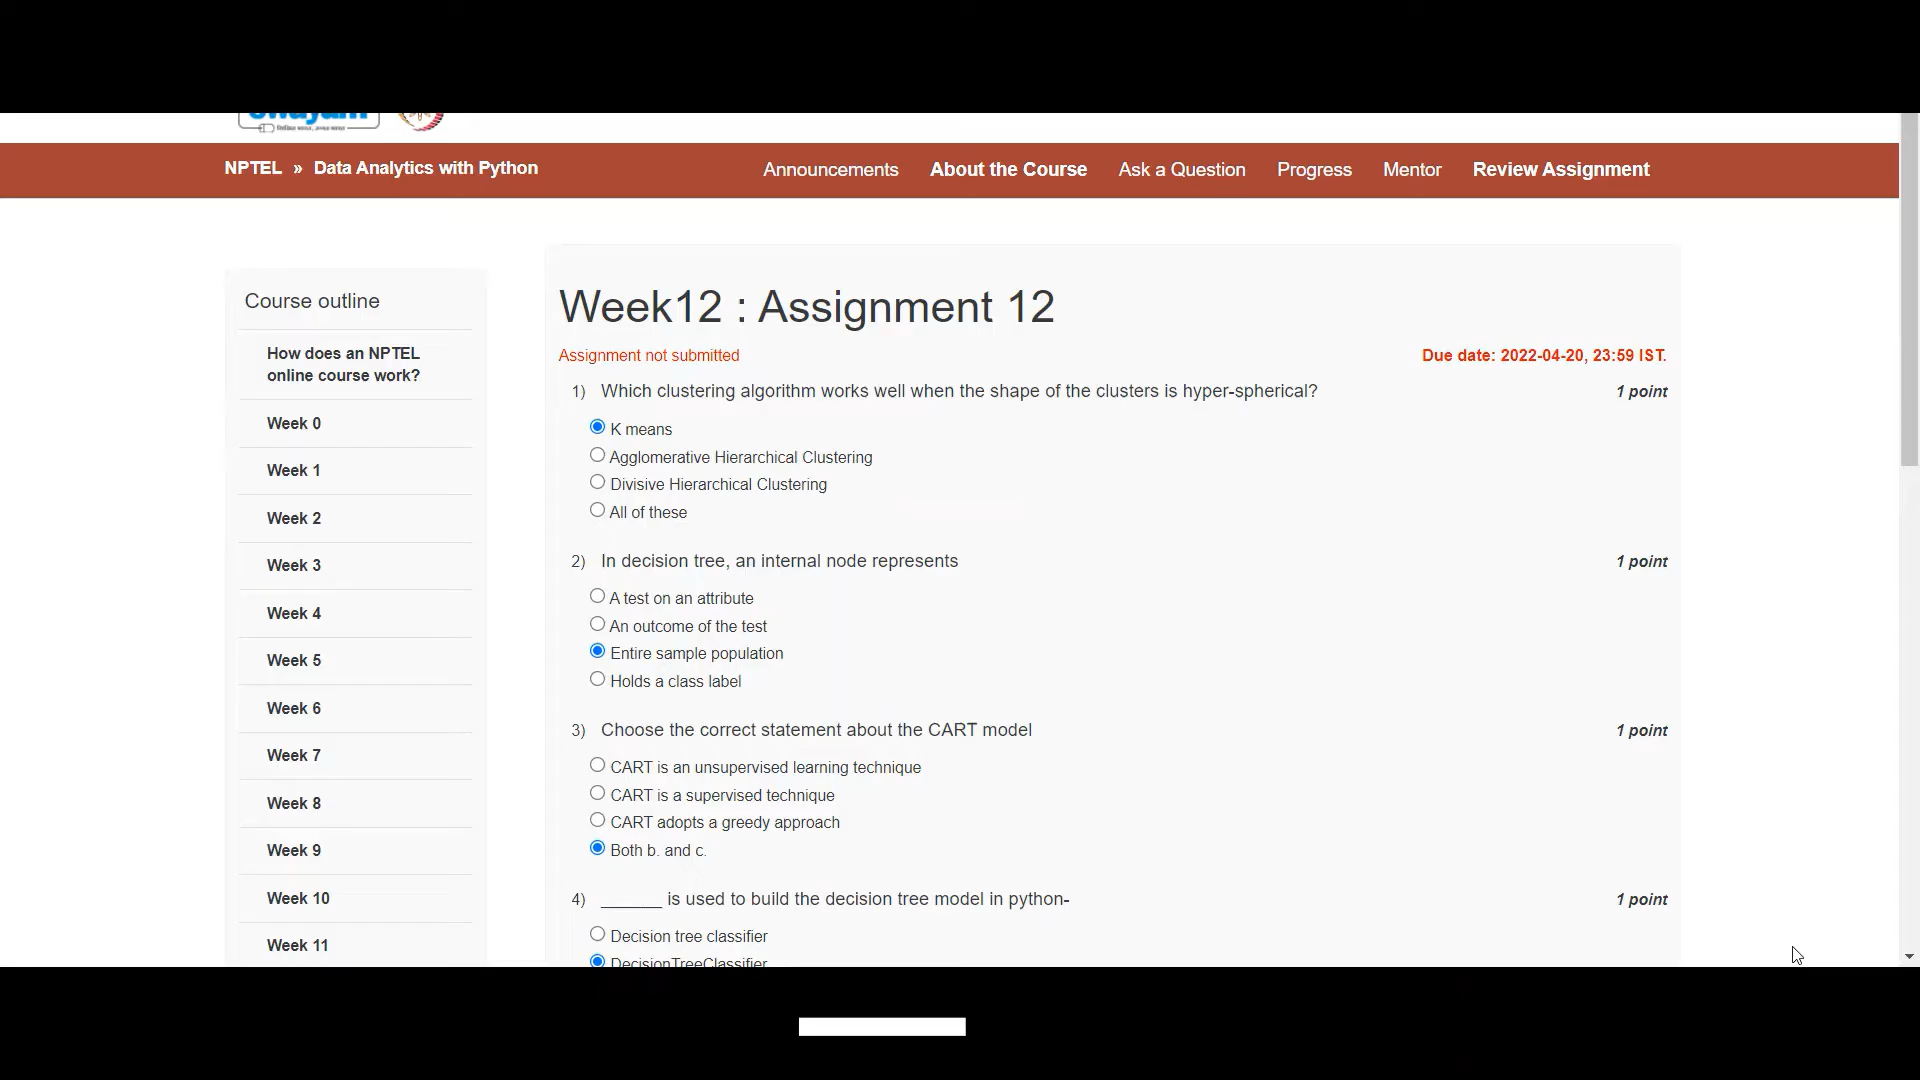 swayam
NPTEL » Data Analytics with Python
Announcements About the Course Ask a Question Progress Mentor Review Assignment
Course outline
How does an NPTEL
online course work?
Week 0
Week 1
Week 2
Week 3
Week 4
Week 5
Week 6
Week 7
Week 8
Week 9
Week 10
Week 11
Week12 : Assignment 12
Assignment not submitted Due date: 2022-04-20, 23:59 IST.
1) Which clustering algorithm works well when the shape of the clusters is hyper-spherical? 1 point
K means
Agglomerative Hierarchical Clustering
Divisive Hierarchical Clustering
All of these
2) In decision tree, an internal node represents 1 point
A test on an attribute
An outcome of the test
Entire sample population
Holds a class label
3) Choose the correct statement about the CART model 1 point
CART is an unsupervised learning technique
CART is a supervised technique
CART adopts a greedy approach
Both b. and c.
4) _______ is used to build the decision tree model in python- 1 point
Decision tree classifier
DecisionTreeClassifier